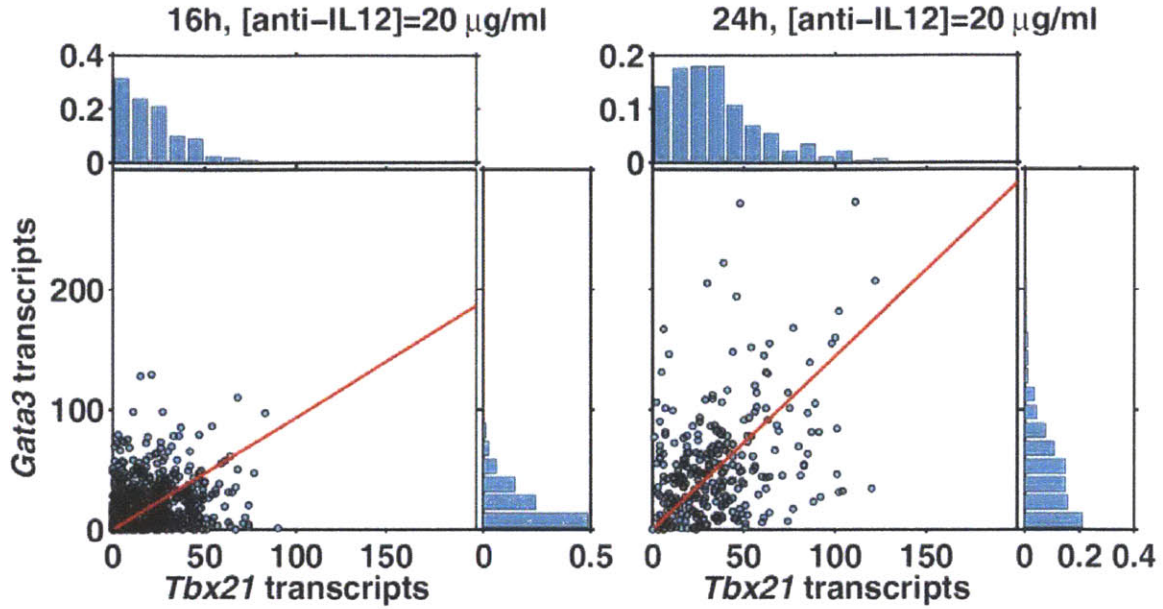 16h, [anti−IL12]=20 μg/ml
24h, [anti−IL12]=20 μg/ml
0.4
0.2
0
0.2
0.1
0
Gata3 transcripts
200
100
0
0 50 100 150
0 0.5
0 50 100 150
0 0.2 0.4
Tbx21 transcripts
Tbx21 transcripts